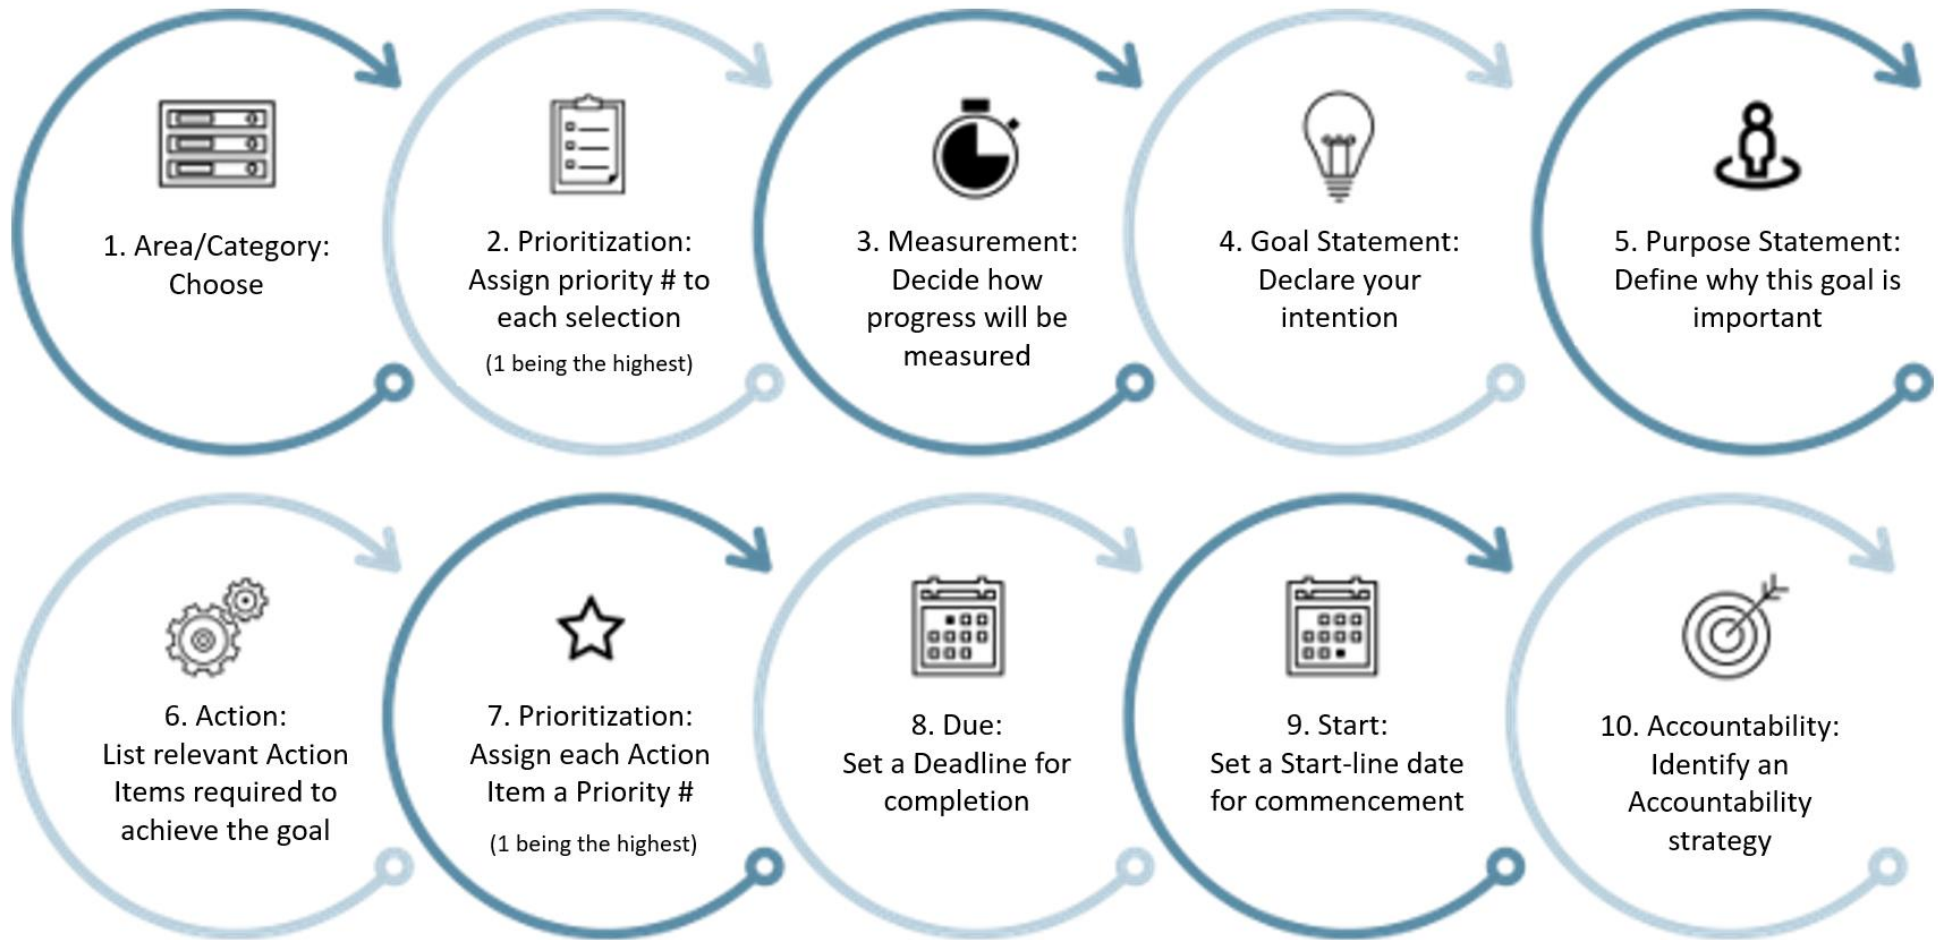 1. Area/Category:
Choose
2. Prioritization:
Assign priority # to
each selection
(1 being the highest)
3. Measurement:
Decide how
progress will be
measured
4. Goal Statement:
Declare your
intention
5. Purpose Statement:
Define why this goal is
important
6. Action:
List relevant Action
Items required to
achieve the goal
7. Prioritization:
Assign each Action
Item a Priority #
(1 being the highest)
8. Due:
Set a Deadline for
completion
9. Start:
Set a Start-line date
for commencement
10. Accountability:
Identify an
Accountability
strategy